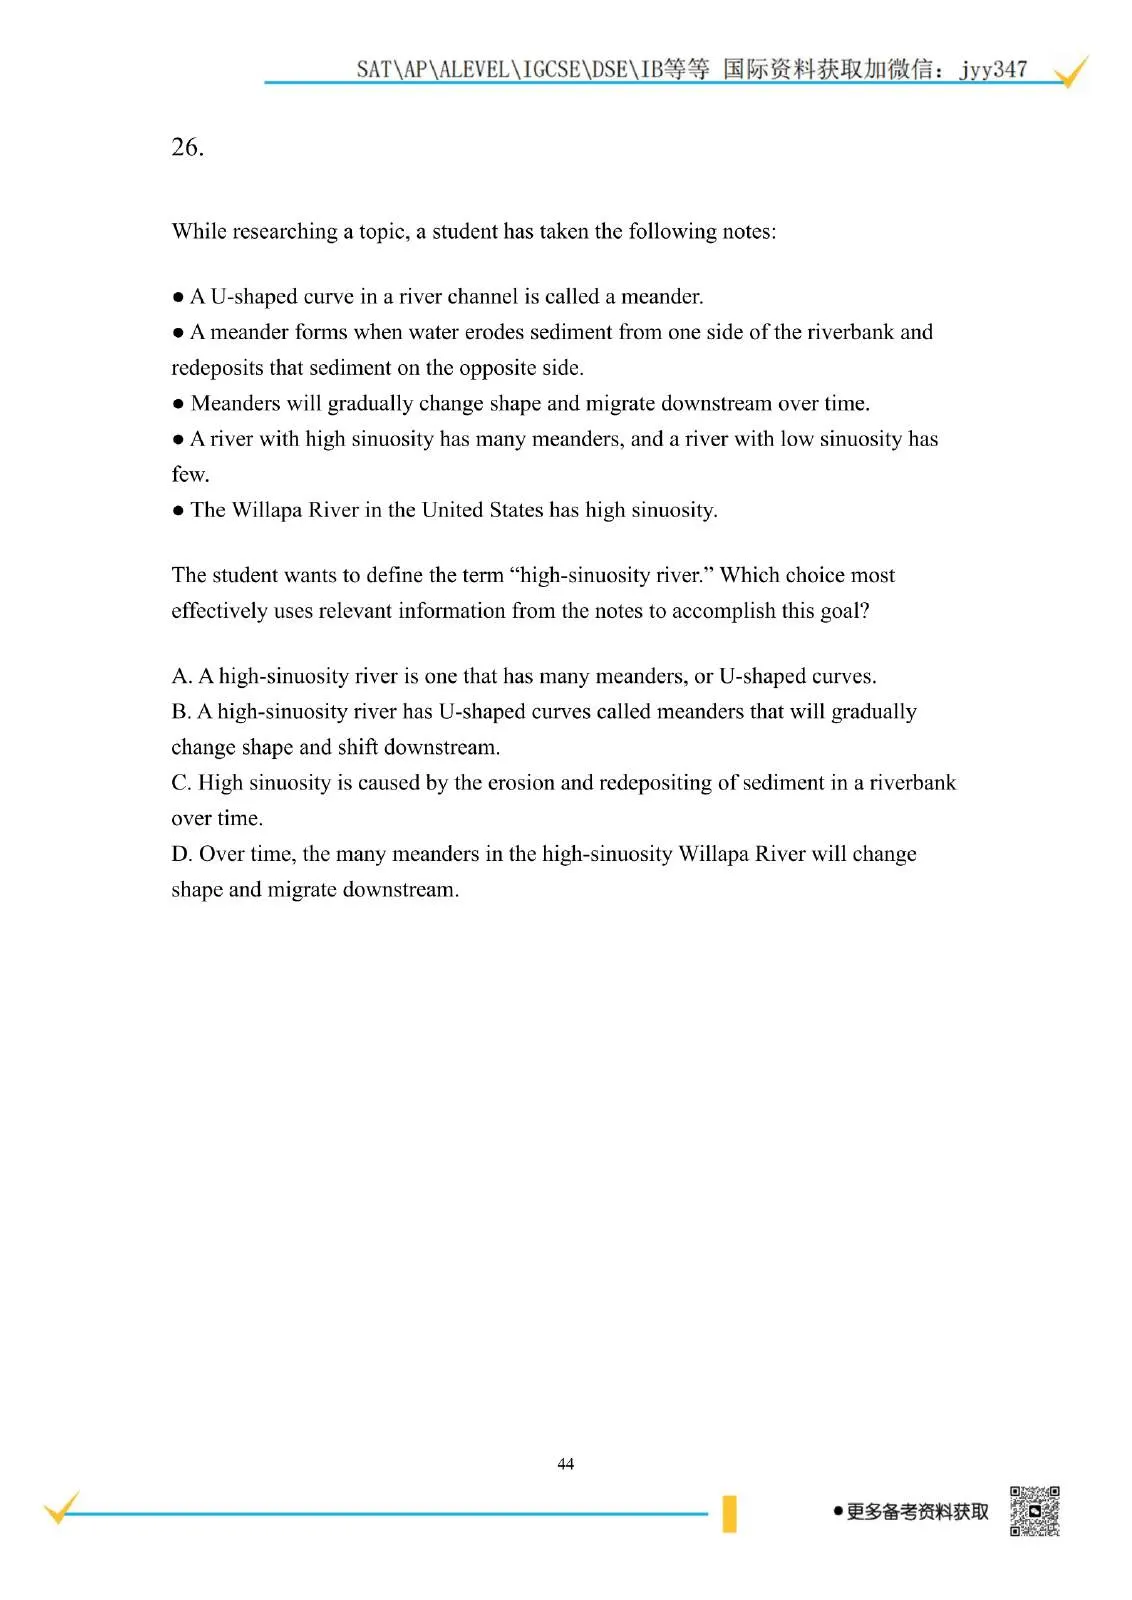 SAT\AP\ALEVEL\IGCSE\DSE\IB等等 国际资料获取加微信：jyy347
26.
While researching a topic, a student has taken the following notes:
● A U-shaped curve in a river channel is called a meander.
● A meander forms when water erodes sediment from one side of the riverbank and
redeposits that sediment on the opposite side.
● Meanders will gradually change shape and migrate downstream over time.
● A river with high sinuosity has many meanders, and a river with low sinuosity has
few.
● The Willapa River in the United States has high sinuosity.
The student wants to define the term “high-sinuosity river.” Which choice most
effectively uses relevant information from the notes to accomplish this goal?
A. A high-sinuosity river is one that has many meanders, or U-shaped curves.
B. A high-sinuosity river has U-shaped curves called meanders that will gradually
change shape and shift downstream.
C. High sinuosity is caused by the erosion and redepositing of sediment in a riverbank
over time.
D. Over time, the many meanders in the high-sinuosity Willapa River will change
shape and migrate downstream.
44
●更多备考资料获取